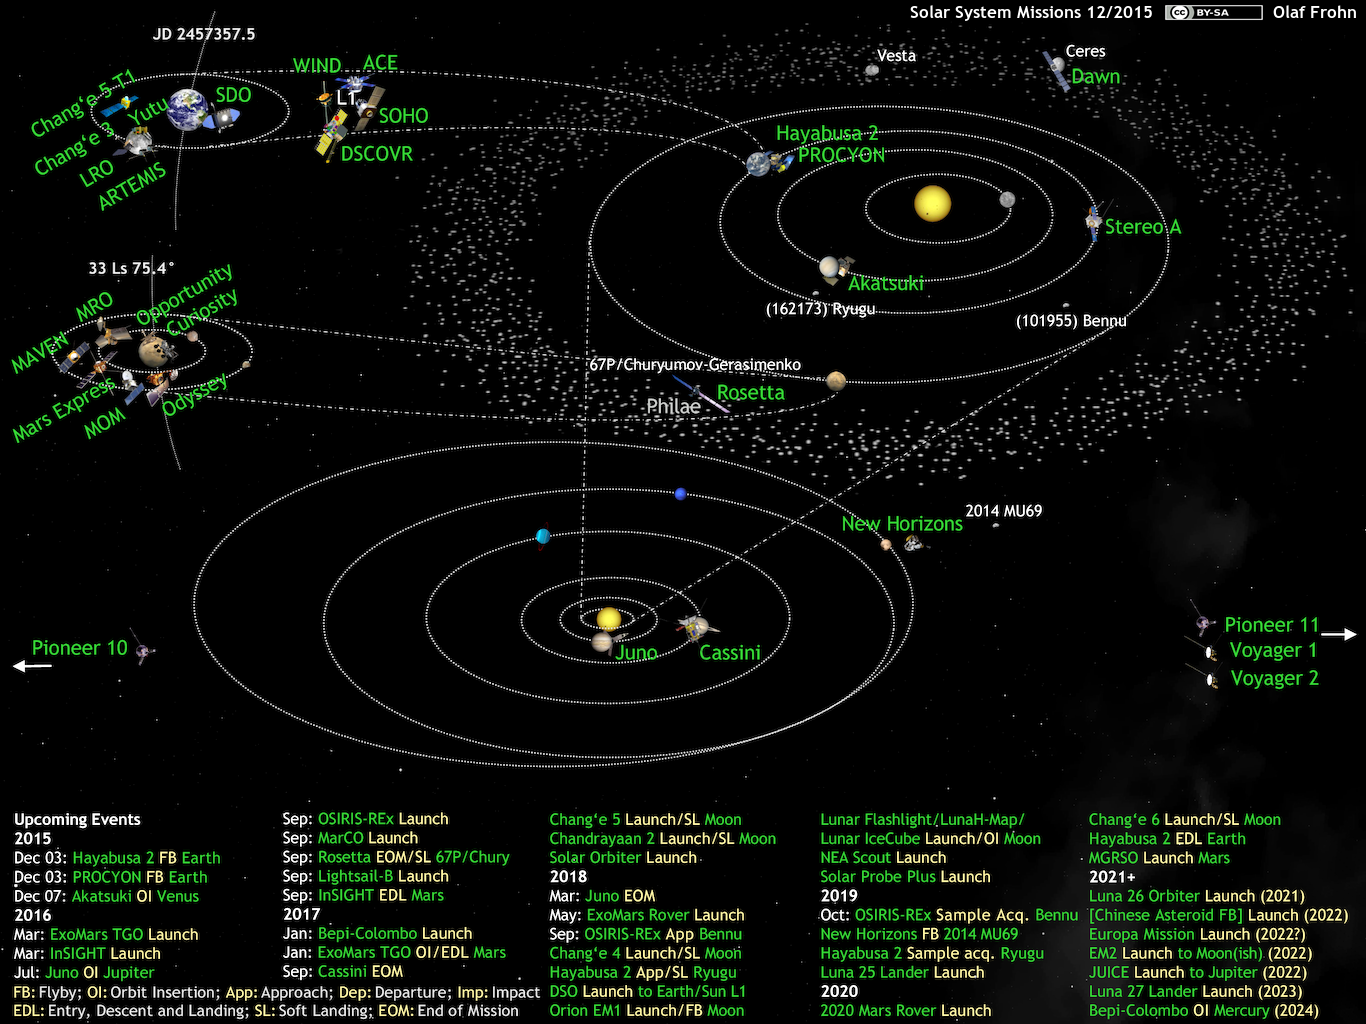 Solar System Missions 12/2015 cc BY-SA Olaf Frohn
JD 2457357.5
Chang‘e 5 T1
Yutu
Chang‘e 3
LRO
ARTEMIS
SDO
WIND
ACE
L1
SOHO
DSCOVR
Vesta
Ceres
Dawn
Hayabusa 2
PROCYON
Stereo A
Akatsuki
(162173) Ryugu
(101955) Bennu
33 Ls 75.4°
MRO
Opportunity
Curiosity
MAVEN
Mars Express
MOM
Odyssey
67P/Churyumov-Gerasimenko
Rosetta
Philae
2014 MU69
New Horizons
Pioneer 10
Juno
Cassini
Pioneer 11
Voyager 1
Voyager 2
Upcoming Events
2015
Dec 03: Hayabusa 2 FB Earth
Dec 03: PROCYON FB Earth
Dec 07: Akatsuki OI Venus
2016
Mar: ExoMars TGO Launch
Mar: InSIGHT Launch
Jul: Juno OI Jupiter
Sep: OSIRIS-REx Launch
Sep: MarCO Launch
Sep: Rosetta EOM/SL 67P/Chury
Sep: Lightsail-B Launch
Sep: InSIGHT EDL Mars
2017
Jan: Bepi-Colombo Launch
Jan: ExoMars TGO OI/EDL Mars
Sep: Cassini EOM
FB: Flyby; OI: Orbit Insertion; App: Approach; Dep: Departure; Imp: Impact
EDL: Entry, Descent and Landing; SL: Soft Landing; EOM: End of Mission
Chang‘e 5 Launch/SL Moon
Chandrayaan 2 Launch/SL Moon
Solar Orbiter Launch
2018
Mar: Juno EOM
May: ExoMars Rover Launch
Sep: OSIRIS-REx App Bennu
Chang‘e 4 Launch/SL Moon
Hayabusa 2 App/SL Ryugu
DSO Launch to Earth/Sun L1
Orion EM1 Launch/FB Moon
Lunar Flashlight/LunaH-Map/
Lunar IceCube Launch/OI Moon
NEA Scout Launch
Solar Probe Plus Launch
2019
Oct: OSIRIS-REx Sample Acq. Bennu
New Horizons FB 2014 MU69
Hayabusa 2 Sample acq. Ryugu
Luna 25 Lander Launch
2020
2020 Mars Rover Launch
Chang‘e 6 Launch/SL Moon
Hayabusa 2 EDL Earth
MGRSO Launch Mars
2021+
Luna 26 Orbiter Launch (2021)
[Chinese Asteroid FB] Launch (2022)
Europa Mission Launch (2022?)
EM2 Launch to Moon(ish) (2022)
JUICE Launch to Jupiter (2022)
Luna 27 Lander Launch (2023)
Bepi-Colombo OI Mercury (2024)